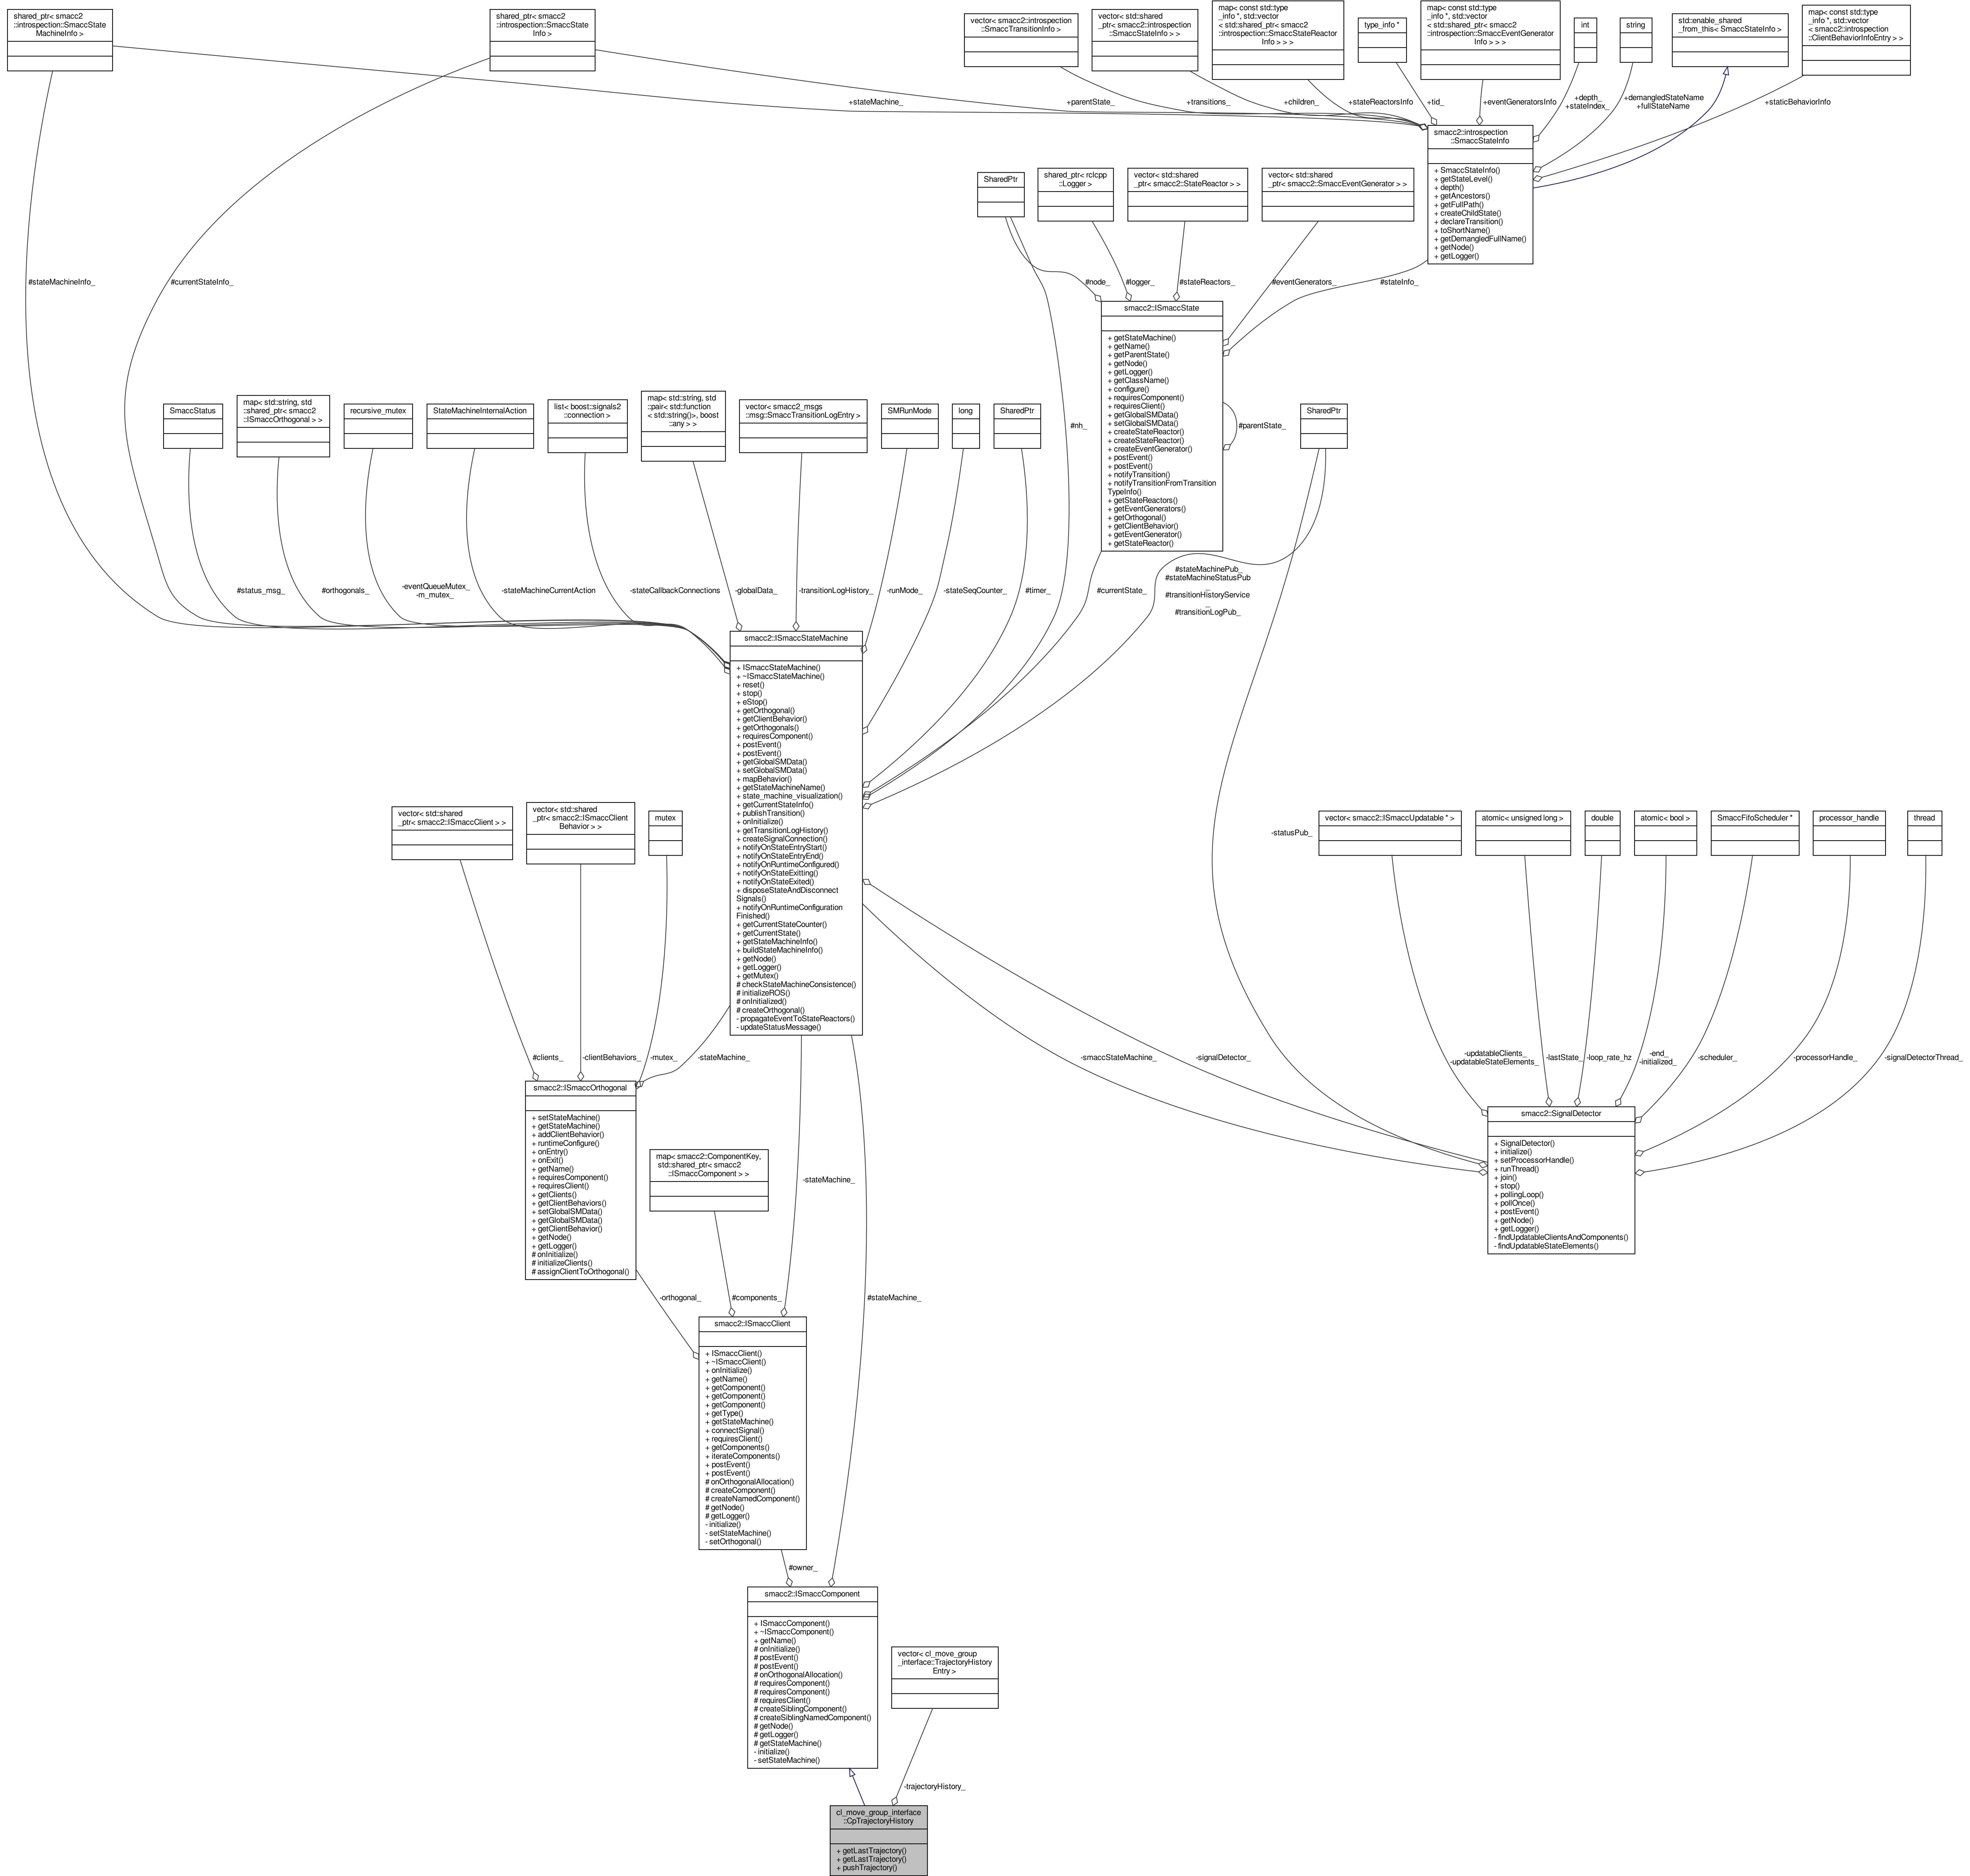 shared_ptr< smacc2
::introspection::SmaccState
MachineInfo >
shared_ptr< smacc2
::introspection::SmaccState
Info >
vector< smacc2::introspection
::SmaccTransitionInfo >
vector< std::shared
_ptr< smacc2::introspection
::SmaccStateInfo > >
map< const std::type
_info *, std::vector
< std::shared_ptr< smacc2
::introspection::SmaccStateReactor
Info > > >
type_info *
map< const std::type
_info *, std::vector
< std::shared_ptr< smacc2
::introspection::SmaccEventGenerator
Info > > >
int
string
std::enable_shared
_from_this< SmaccStateInfo >
map< const std::type
_info *, std::vector
< smacc2::introspection
::ClientBehaviorInfoEntry > >
+stateMachine_
+parentState_
+transitions_
+children_
+stateReactorsInfo
+tid_
+eventGeneratorsInfo
+depth_
+stateIndex_
+demangledStateName
+fullStateName
+staticBehaviorInfo
smacc2::introspection
::SmaccStateInfo
+ SmaccStateInfo()
+ getStateLevel()
+ depth()
+ getAncestors()
+ getFullPath()
+ createChildState()
+ declareTransition()
+ toShortName()
+ getDemangledFullName()
+ getNode()
+ getLogger()
SharedPtr
shared_ptr< rclcpp
::Logger >
vector< std::shared
_ptr< smacc2::StateReactor > >
vector< std::shared
_ptr< smacc2::SmaccEventGenerator > >
#stateMachineInfo_
#currentStateInfo_
#node_
#logger_
#stateReactors_
#eventGenerators_
#stateInfo_
smacc2::ISmaccState
+ getStateMachine()
+ getName()
+ getParentState()
+ getNode()
+ getLogger()
+ getClassName()
+ configure()
+ requiresComponent()
+ requiresClient()
+ getGlobalSMData()
+ setGlobalSMData()
+ createStateReactor()
+ createStateReactor()
+ createEventGenerator()
+ postEvent()
+ postEvent()
+ notifyTransition()
+ notifyTransitionFromTransition
TypeInfo()
+ getStateReactors()
+ getEventGenerators()
+ getOrthogonal()
+ getClientBehavior()
+ getEventGenerator()
+ getStateReactor()
#parentState_
#nh_
SmaccStatus
map< std::string, std
::shared_ptr< smacc2
::ISmaccOrthogonal > >
recursive_mutex
StateMachineInternalAction
list< boost::signals2
::connection >
map< std::string, std
::pair< std::function
< std::string()>, boost
::any > >
vector< smacc2_msgs
::msg::SmaccTransitionLogEntry >
SMRunMode
long
SharedPtr
SharedPtr
#status_msg_
#orthogonals_
-eventQueueMutex_
-m_mutex_
-stateMachineCurrentAction
-stateCallbackConnections
-globalData_
-transitionLogHistory_
-runMode_
-stateSeqCounter_
#timer_
#currentState_
#stateMachinePub_
#stateMachineStatusPub
_
#transitionHistoryService
_
#transitionLogPub_
smacc2::ISmaccStateMachine
+ ISmaccStateMachine()
+ ~ISmaccStateMachine()
+ reset()
+ stop()
+ eStop()
+ getOrthogonal()
+ getClientBehavior()
+ getOrthogonals()
+ requiresComponent()
+ postEvent()
+ postEvent()
+ getGlobalSMData()
+ setGlobalSMData()
+ mapBehavior()
+ getStateMachineName()
+ state_machine_visualization()
+ getCurrentStateInfo()
+ publishTransition()
+ onInitialize()
+ getTransitionLogHistory()
+ createSignalConnection()
+ notifyOnStateEntryStart()
+ notifyOnStateEntryEnd()
+ notifyOnRuntimeConfigured()
+ notifyOnStateExitting()
+ notifyOnStateExited()
+ disposeStateAndDisconnect
Signals()
+ notifyOnRuntimeConfiguration
Finished()
+ getCurrentStateCounter()
+ getCurrentState()
+ getStateMachineInfo()
+ buildStateMachineInfo()
+ getNode()
+ getLogger()
+ getMutex()
# checkStateMachineConsistence()
# initializeROS()
# onInitialized()
# createOrthogonal()
- propagateEventToStateReactors()
- updateStatusMessage()
vector< std::shared
_ptr< smacc2::ISmaccClient > >
vector< std::shared
_ptr< smacc2::ISmaccClient
Behavior > >
mutex
-statusPub_
vector< smacc2::ISmaccUpdatable * >
atomic< unsigned long >
double
atomic< bool >
SmaccFifoScheduler *
processor_handle
thread
#clients_
-clientBehaviors_
-mutex_
-stateMachine_
-smaccStateMachine_
-signalDetector_
-updatableClients_
-updatableStateElements_
-lastState_
-loop_rate_hz
-end_
-initialized_
-scheduler_
-processorHandle_
-signalDetectorThread_
smacc2::ISmaccOrthogonal
+ setStateMachine()
+ getStateMachine()
+ addClientBehavior()
+ runtimeConfigure()
+ onEntry()
+ onExit()
+ getName()
+ requiresComponent()
+ requiresClient()
+ getClients()
+ getClientBehaviors()
+ setGlobalSMData()
+ getGlobalSMData()
+ getClientBehavior()
+ getNode()
+ getLogger()
# onInitialize()
# initializeClients()
# assignClientToOrthogonal()
smacc2::SignalDetector
+ SignalDetector()
+ initialize()
+ setProcessorHandle()
+ runThread()
+ join()
+ stop()
+ pollingLoop()
+ pollOnce()
+ postEvent()
+ getNode()
+ getLogger()
- findUpdatableClientsAndComponents()
- findUpdatableStateElements()
map< smacc2::ComponentKey,
std::shared_ptr< smacc2
::ISmaccComponent > >
-stateMachine_
-orthogonal_
#components_
#stateMachine_
smacc2::ISmaccClient
+ ISmaccClient()
+ ~ISmaccClient()
+ onInitialize()
+ getName()
+ getComponent()
+ getComponent()
+ getComponent()
+ getType()
+ getStateMachine()
+ connectSignal()
+ requiresClient()
+ getComponents()
+ iterateComponents()
+ postEvent()
+ postEvent()
# onOrthogonalAllocation()
# createComponent()
# createNamedComponent()
# getNode()
# getLogger()
- initialize()
- setStateMachine()
- setOrthogonal()
#owner_
smacc2::ISmaccComponent
+ ISmaccComponent()
+ ~ISmaccComponent()
+ getName()
# onInitialize()
# postEvent()
# postEvent()
# onOrthogonalAllocation()
# requiresComponent()
# requiresComponent()
# requiresClient()
# createSiblingComponent()
# createSiblingNamedComponent()
# getNode()
# getLogger()
# getStateMachine()
- initialize()
- setStateMachine()
vector< cl_move_group
_interface::TrajectoryHistory
Entry >
-trajectoryHistory_
cl_move_group_interface
::CpTrajectoryHistory
+ getLastTrajectory()
+ getLastTrajectory()
+ pushTrajectory()